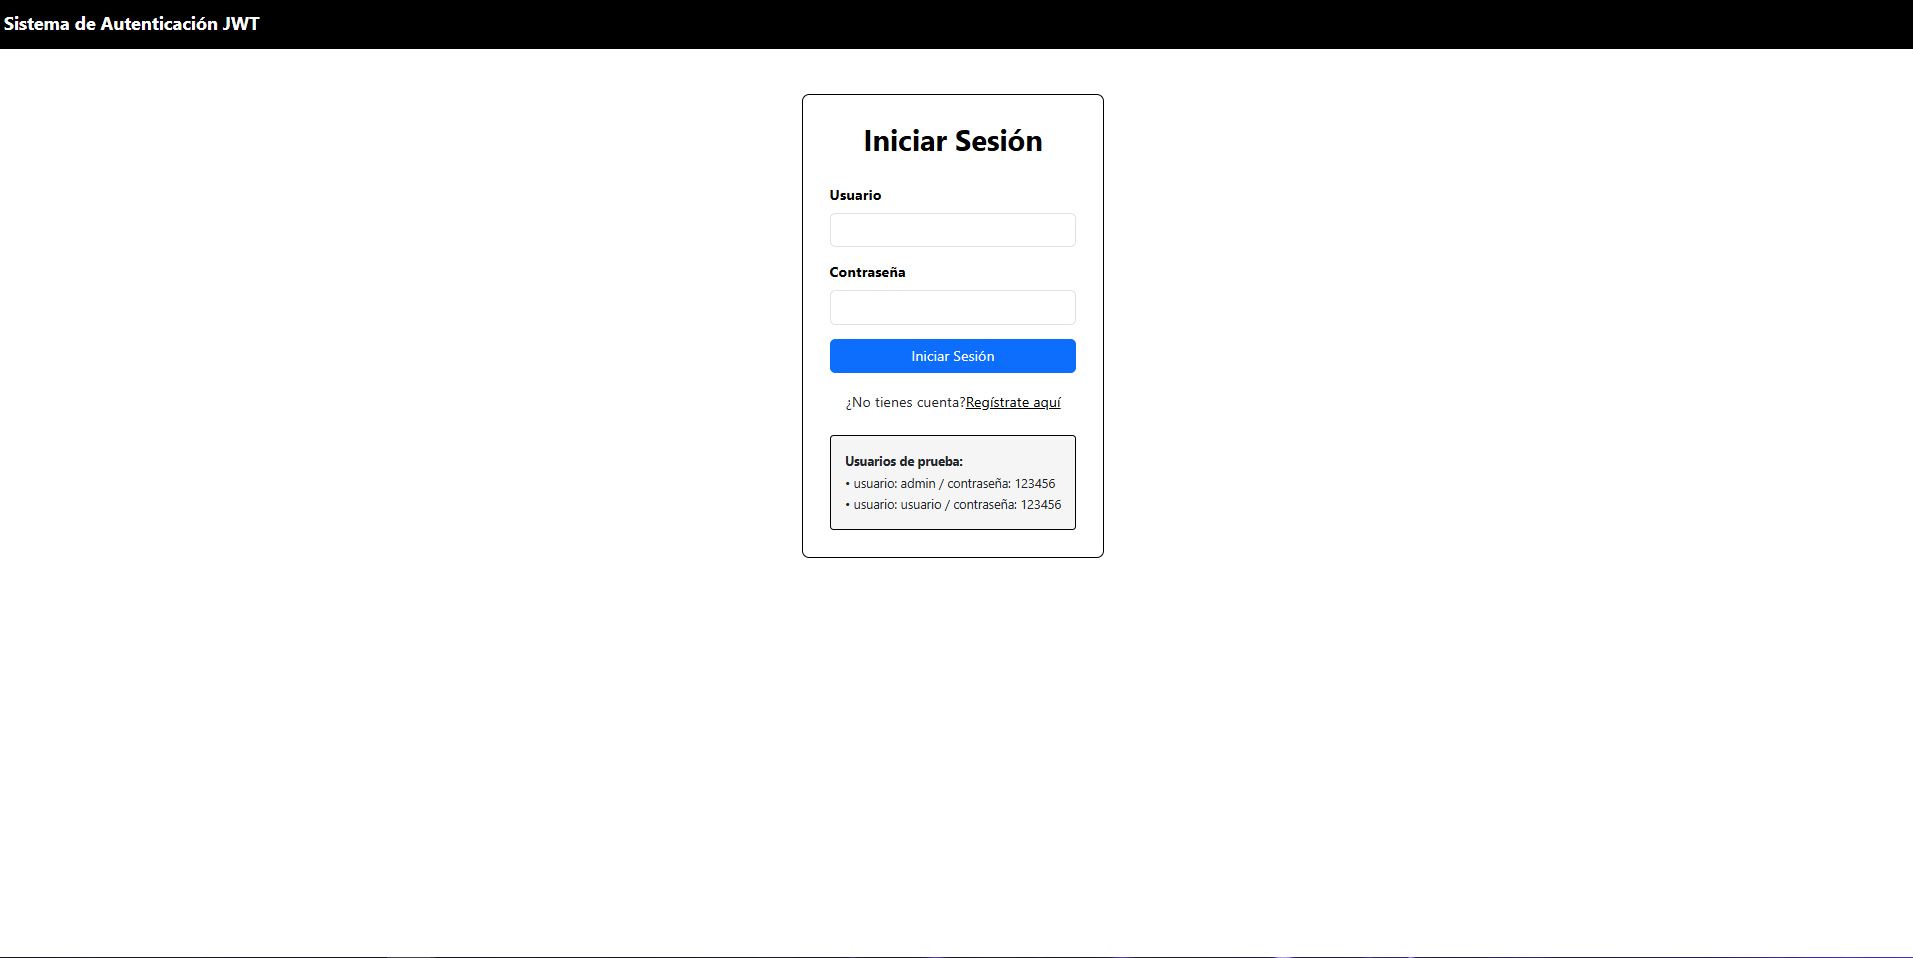 Sistema de Autenticación JWT
Iniciar Sesión
Usuario
Contraseña
Iniciar Sesión
¿No tienes cuenta?Regístrate aquí
Usuarios de prueba:
• usuario: admin / contraseña: 123456
• usuario: usuario / contraseña: 123456